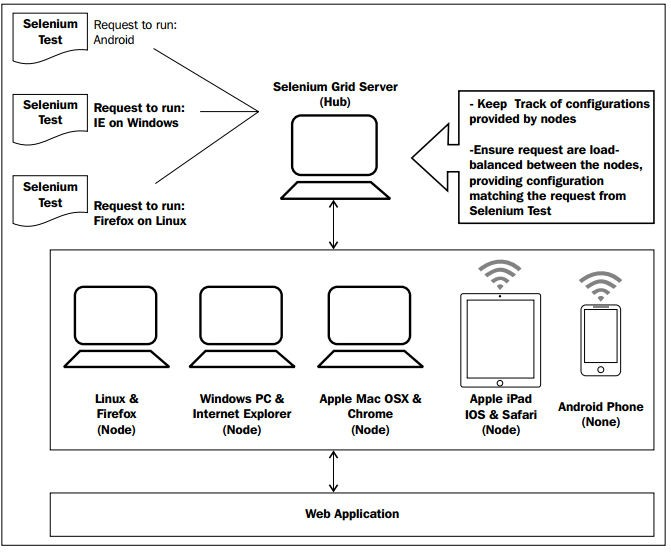 Selenium
Test
Request to run:
Android
Selenium
Test
Request to run:
IE on Windows
Selenium
Test
Request to run:
Firefox on Linux
Selenium Grid Server
(Hub)
- Keep  Track of configurations
provided by nodes
-Ensure request are load-
balanced between the nodes,
providing configuration
matching the request from
Selenium Test
Linux &
Firefox
(Node)
Windows PC &
Internet Explorer
(Node)
Apple Mac OSX &
Chrome
(Node)
Apple iPad
IOS & Safari
(Node)
Android Phone
(None)
Web Application